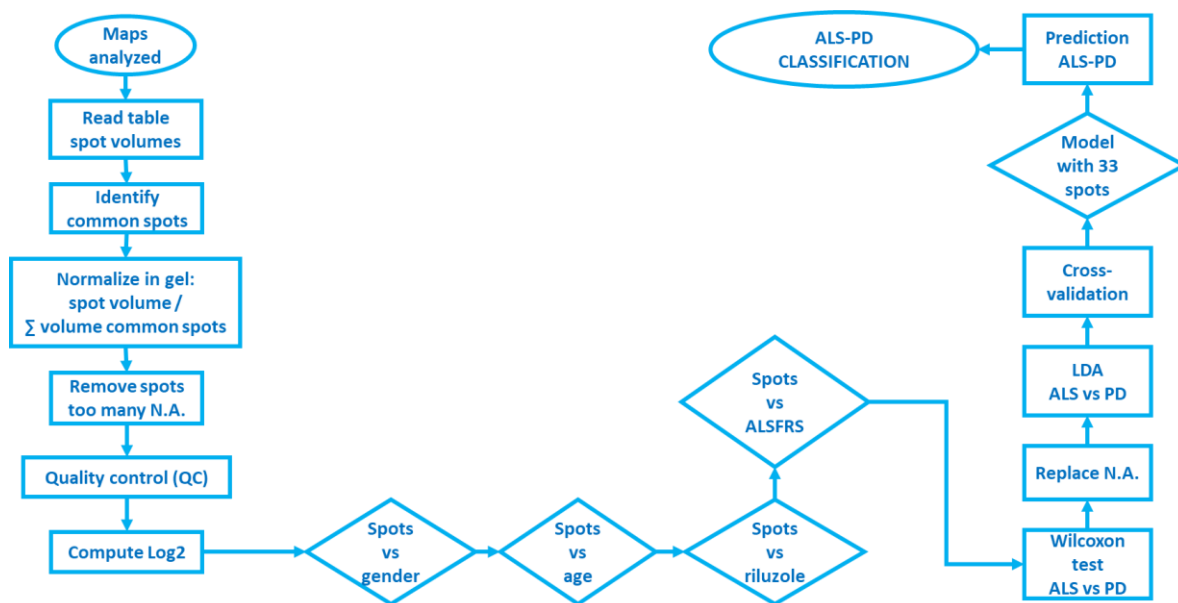 Maps
analyzed
Read table
spot volumes
Identify
common spots
Normalize in gel:
spot volume /
∑ volume common spots
Remove spots
too many N.A.
Quality control (QC)
Compute Log2
Spots
vs
gender
Spots
vs
age
Spots
vs
riluzole
Spots
vs
ALSFRS
Wilcoxon
test
ALS vs PD
Replace N.A.
LDA
ALS vs PD
Cross-
validation
Model
with 33
spots
Prediction
ALS-PD
ALS-PD
CLASSIFICATION